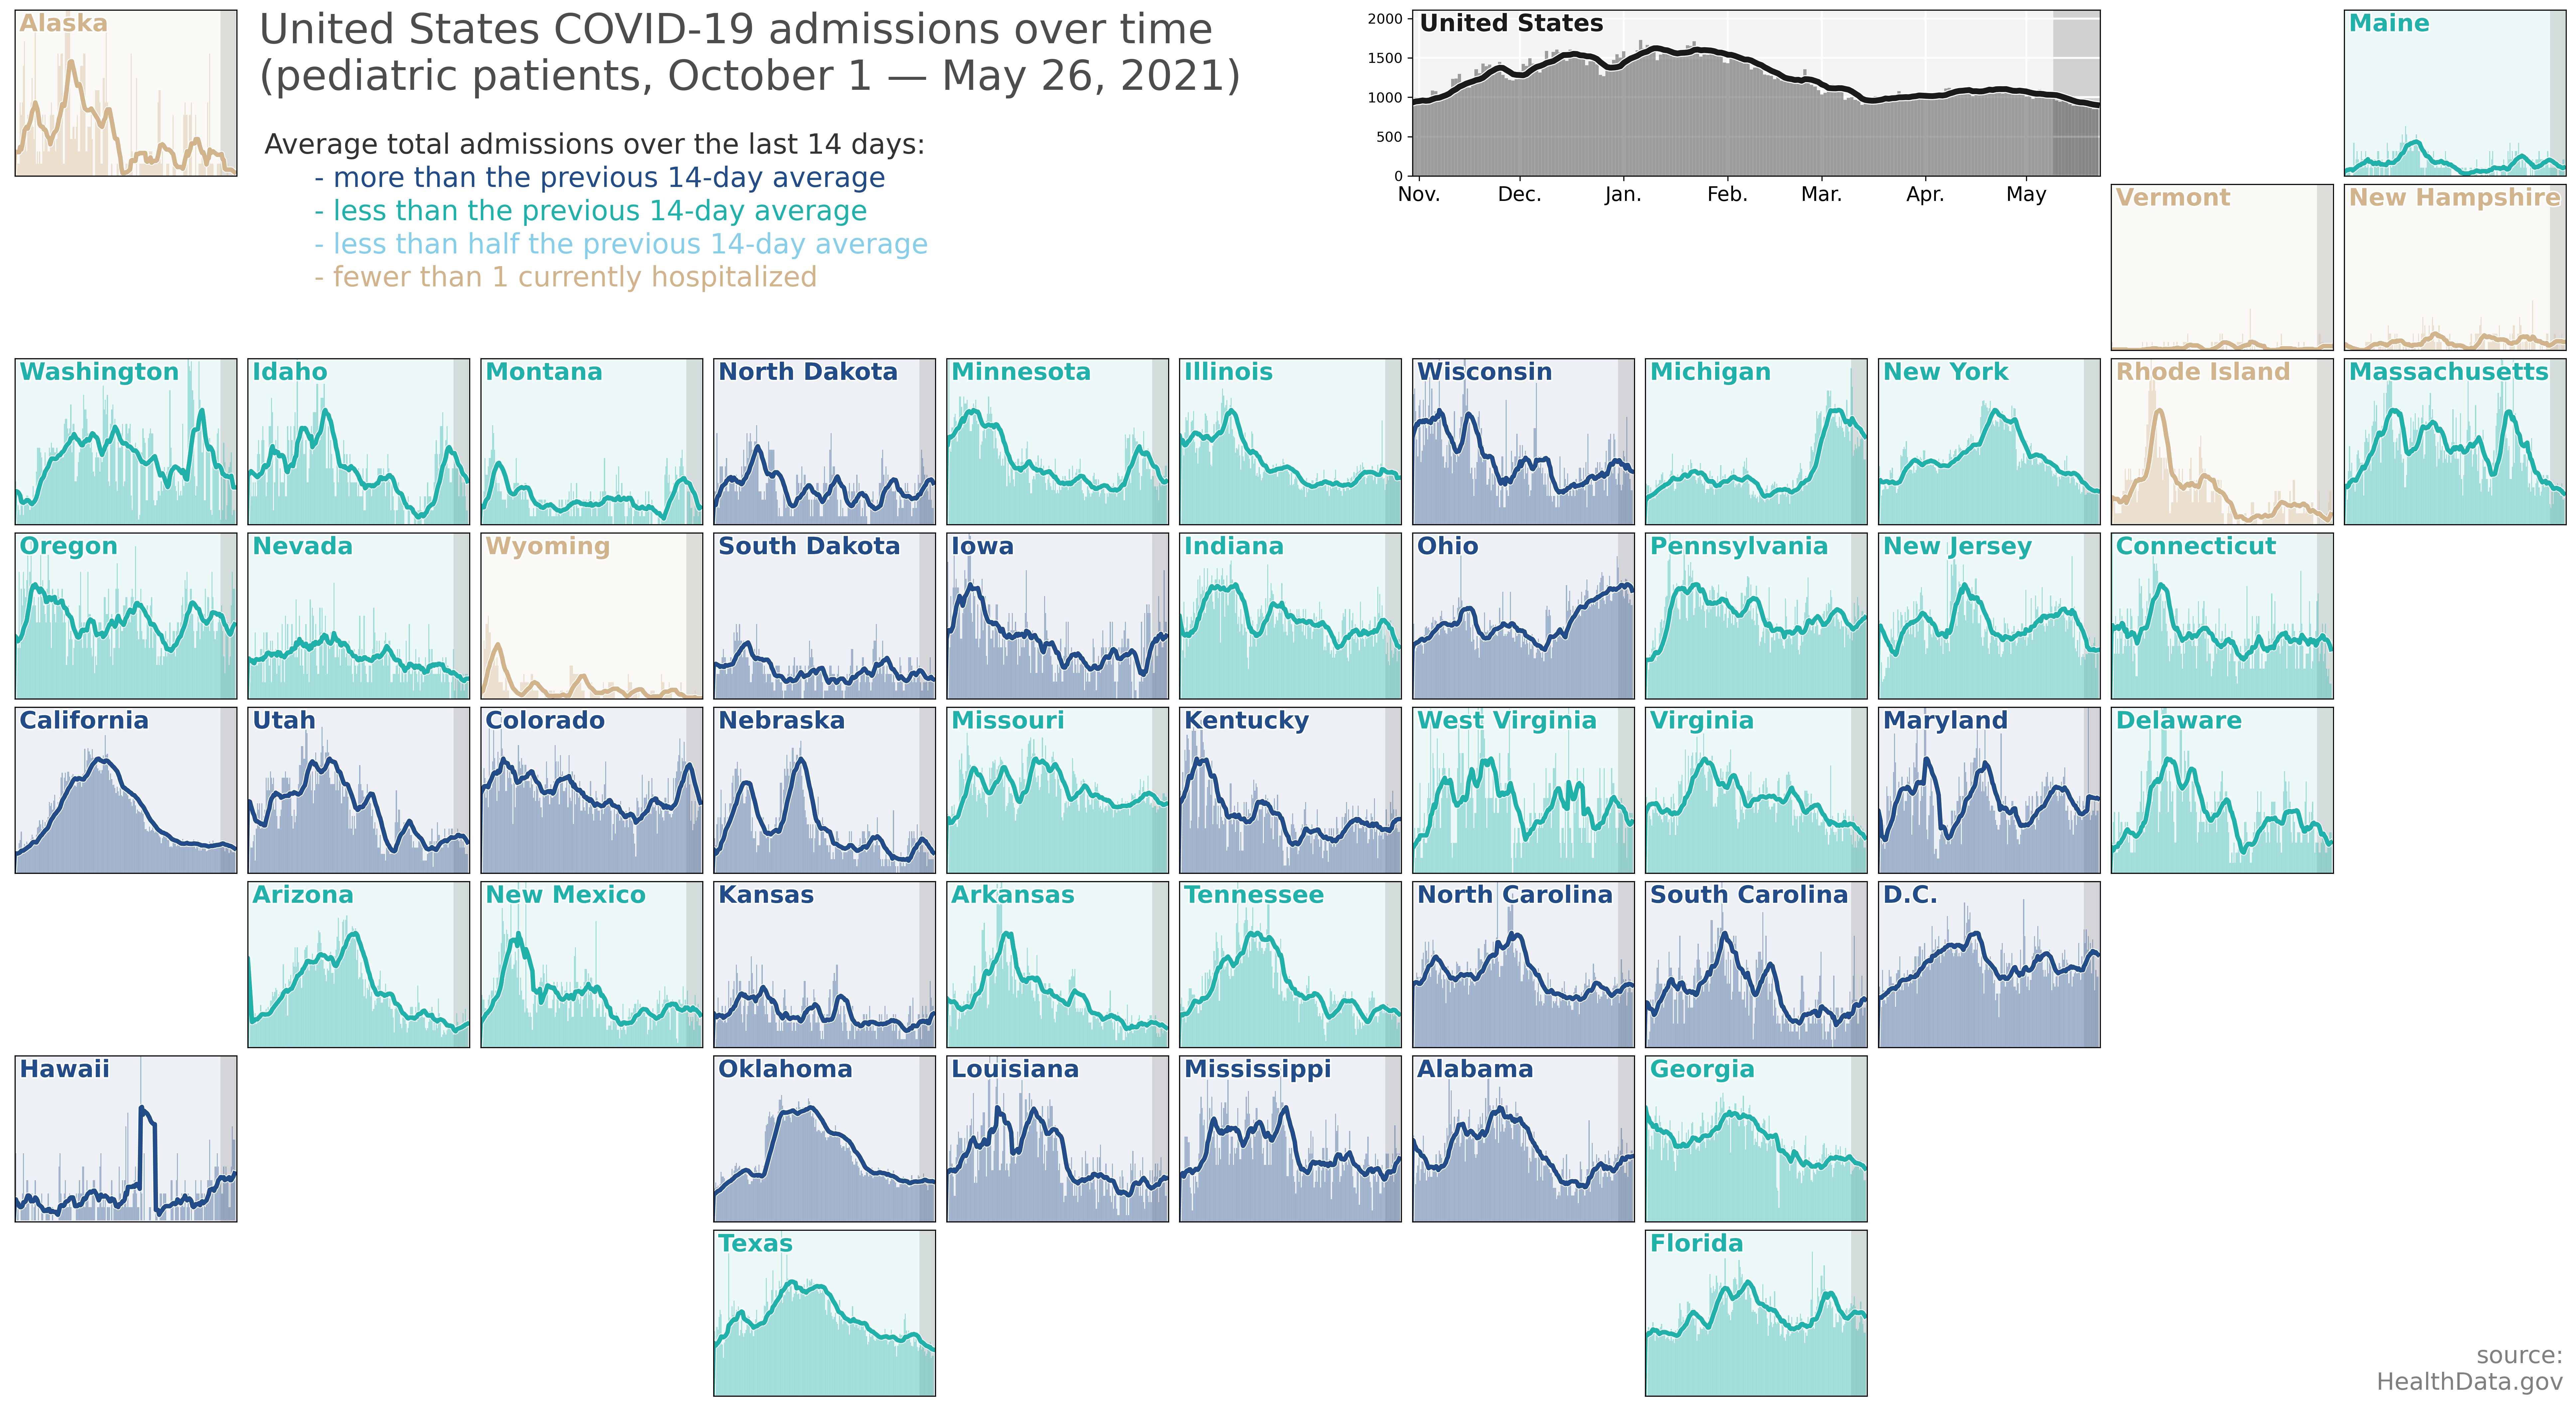 Alaska
United States COVID-19 admissions over time
(pediatric patients, October 1 — May 26, 2021)
Average total admissions over the last 14 days:
- more than the previous 14-day average
- less than the previous 14-day average
- less than half the previous 14-day average
- fewer than 1 currently hospitalized
United States
2000
1500
1000
500
0
Nov. Dec. Jan. Feb. Mar. Apr. May
Maine
Vermont New Hampshire
Washington Idaho Montana North Dakota Minnesota Illinois Wisconsin Michigan New York Rhode Island Massachusetts
Oregon Nevada Wyoming South Dakota Iowa Indiana Ohio Pennsylvania New Jersey Connecticut
California Utah Colorado Nebraska Missouri Kentucky West Virginia Virginia Maryland Delaware
Arizona New Mexico Kansas Arkansas Tennessee North Carolina South Carolina D.C.
Hawaii Oklahoma Louisiana Mississippi Alabama Georgia
Texas Florida
source:
HealthData.gov